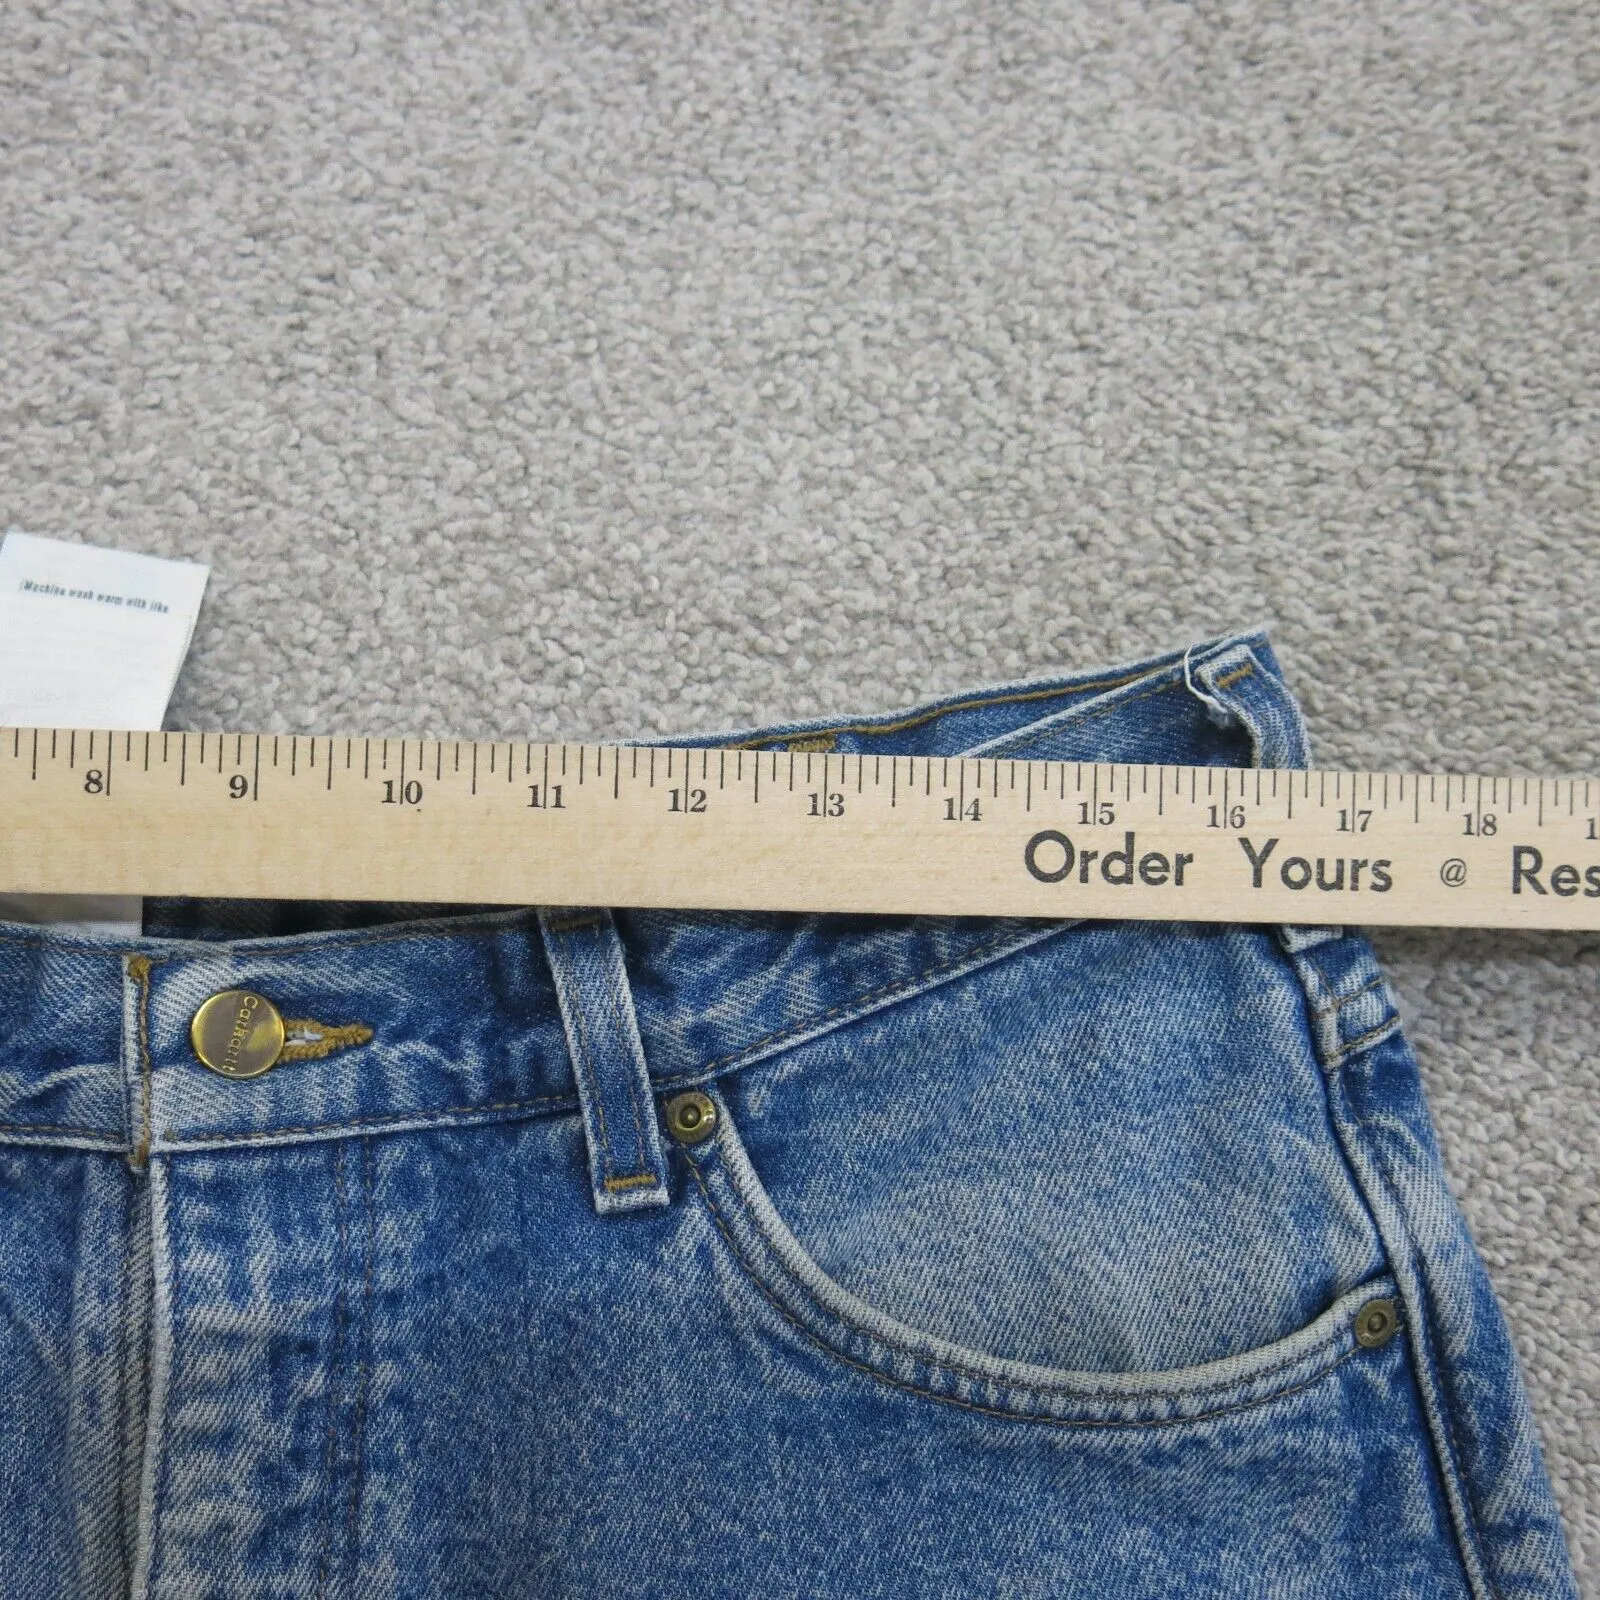 Machine wash warm with like
8 9 10 11 12 13 14 15 16 17 18 1
Order Yours @ Res
Carhartt